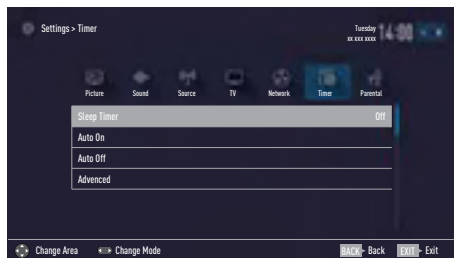 Settings > Timer
Tuesday
xx xxx xxxx
14:00
Picture Sound Source TV Network Timer Parental
Sleep Timer Off
Auto On
Auto Off
Advanced
Change Area Change Mode BACK Back EXIT Exit